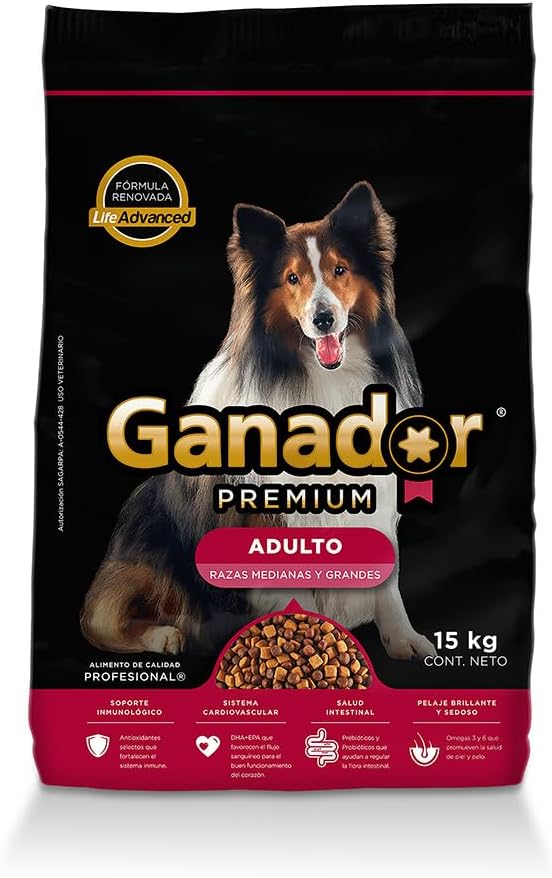 FÓRMULA
RENOVADA
LifeAdvanced
Autorización SAGARPA: A-0544-428 USO VETERINARIO
Ganador®
PREMIUM
ADULTO
RAZAS MEDIANAS Y GRANDES
15 kg
CONT. NETO
ALIMENTO DE CALIDAD
PROFESIONAL®
SOPORTE
INMUNOLÓGICO
Antioxidantes
selectos que
fortalecen el
sistema inmune.
SISTEMA
CARDIOVASCULAR
DHA+EPA que
favorecen el flujo
sanguíneo para el
buen funcionamiento
del corazón.
SALUD
INTESTINAL
Prebióticos y
Probióticos que
ayudan a regular
la flora intestinal.
PELAJE BRILLANTE
Y SEDOSO
Omegas 3 y 6 que
promueven la salud
de piel y pelo.